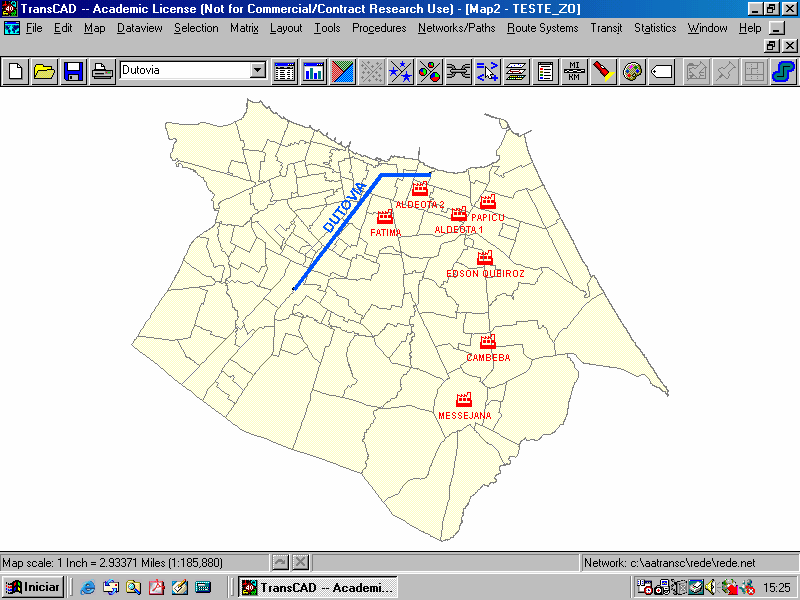 TransCAD -- Academic License (Not for Commercial/Contract Research Use) - [Map2 - TESTE_ZO]
File Edit Map Dataview Selection Matrix Layout Tools Procedures Networks/Paths Route Systems Transit Statistics Window Help
Dutovia
MI
KM
DUTOVIA
ALDEOTA 2
PAPICU
FATIMA
ALDEOTA 1
EDSON QUEIROZ
CAMBEBA
MESSEJANA
Map scale: 1 Inch = 2.93371 Miles (1:185,880)
Network: c:\aatransc\rede\rede.net
Iniciar
TransCAD -- Academi...
15:25